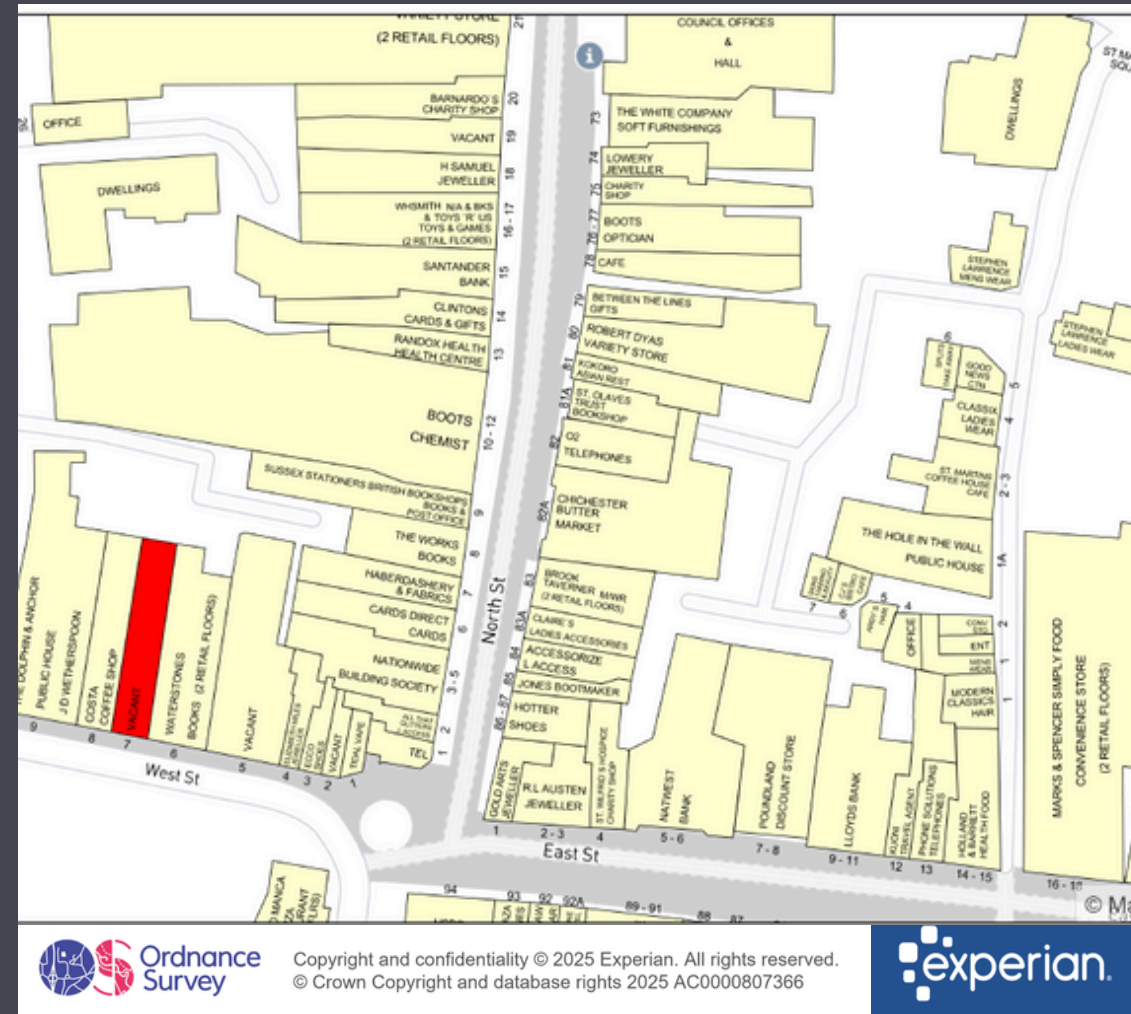 VARIETY STORE
(2 RETAIL FLOORS)
21
BARNARDO'S
CHARITY SHOP
20
OFFICE
26
VACANT
19
H SAMUEL
JEWELLER
18
DWELLINGS
WHSMITH N/A & BKS
& TOYS 'R' US
TOYS & GAMES
(2 RETAIL FLOORS)
16 - 17
SANTANDER
BANK
15
CLINTONS
CARDS & GIFTS
14
RANDOX HEALTH
HEALTH CENTRE
13
BOOTS
CHEMIST
10 - 12
SUSSEX STATIONERS BRITISH BOOKSHOPS
BOOKS &
POST OFFICE
9
THE WORKS
BOOKS
8
HABERDASHERY
& FABRICS
7
CARDS DIRECT
CARDS
6
NATIONWIDE
BUILDING SOCIETY
3 - 5
2
TEL
1
North St
COUNCIL OFFICES
&
HALL
THE WHITE COMPANY
SOFT FURNISHINGS
73
LOWERY
JEWELLER
74
CHARITY
SHOP
75
BOOTS
OPTICIAN
76 - 77
CAFE
78
BETWEEN THE LINES
GIFTS
79
ROBERT DYAS
VARIETY STORE
80
KOKORO
ASIAN REST
81
ST. OLAVES
TRUST
BOOKSHOP
81A
O2
TELEPHONES
82
CHICHESTER
BUTTER
MARKET
82A
BROOK
TAVERNER M/WR
(2 RETAIL FLOORS)
83
CLAIRE'S
LADIES ACCESSORIES
83A
ACCESSORIZE
L ACCESS
84
JONES BOOTMAKER
85
HOTTER
SHOES
86 - 87
DWELLINGS
STEPHEN
LAWRENCE
MENS WEAR
STEPHEN
LAWRENCE
LADIES WEAR
6
GOOD
NEWS
CTN
5
CLASSIX
LADIES
WEAR
4
ST. MARTINS
COFFEE HOUSE
CAFE
2 - 3
THE HOLE IN THE WALL
PUBLIC HOUSE
1A
7
6
5
4
OFFICE
2
ENT
MENS
WEAR
1
MODERN
CLASSICS
HAIR
1
THE DOLPHIN & ANCHOR
PUBLIC HOUSE
J D WETHERSPOON
9
COSTA
COFFEE SHOP
8
VACANT
7
WATERSTONES
BOOKS (2 RETAIL FLOORS)
6
VACANT
5
JEWELLER
4
ECCO
SHOES
3
VACANT
2
TIDAL VAPE
1
West St
GOLD ARTS
JEWELLER
1
R.L AUSTEN
JEWELLER
2 - 3
ST. WILFRID'S HOSPICE
CHARITY SHOP
4
NATWEST
BANK
5 - 6
POUNDLAND
DISCOUNT STORE
7 - 8
LLOYDS BANK
9 - 11
KUONI
TRAVEL AGENT
12
PHONE SOLUTIONS
TELEPHONES
13
HOLLAND
& BARRETT
HEALTH FOOD
14 - 15
MARKS & SPENCER SIMPLY FOOD
CONVENIENCE STORE
(2 RETAIL FLOORS)
16 - 18
East St
94
93
92
92A
89 - 91
88
87
Ordnance
Survey
Copyright and confidentiality © 2025 Experian. All rights reserved.
© Crown Copyright and database rights 2025 AC0000807366
experian.